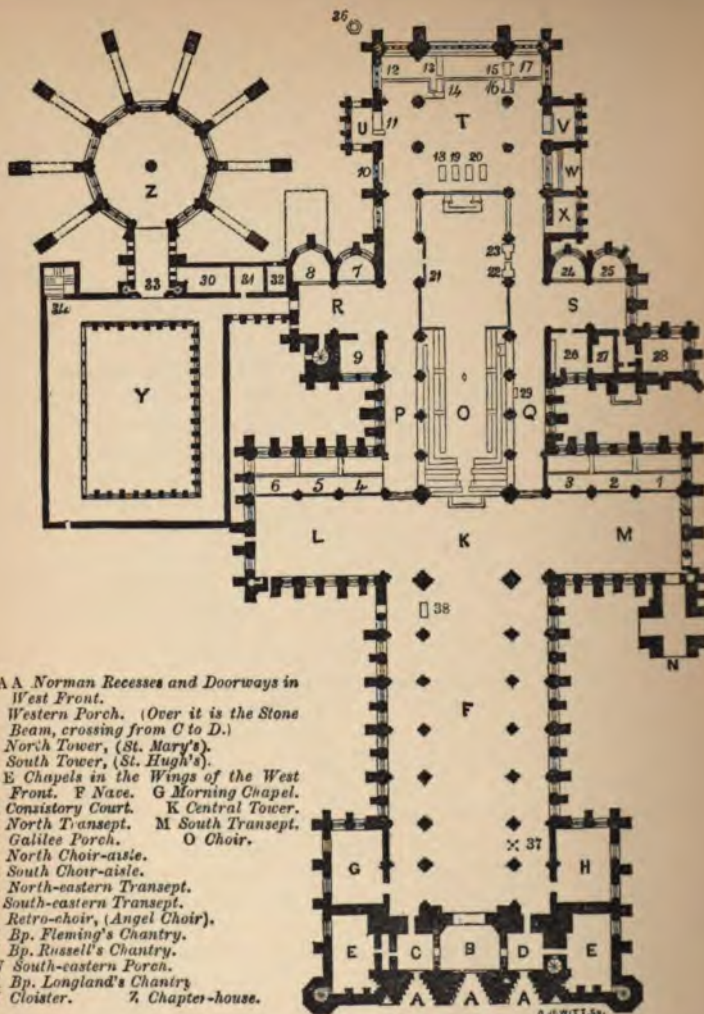 26
12 13 15 17
14 16
U 11 T V
10 18 19 20 W
Z
X
23
8 7 21 22 24 25
33 30 31 32
R S
9 26 27 28
Y
P O Q 29
6 5 4 3 2 1
L K M
38
N
F
A A Norman Recesses and Doorways in
West Front.
Western Porch. (Over it is the Stone
Beam, crossing from C to D.)
North Tower, (St. Mary's).
South Tower, (St. Hugh's).
E Chapels in the Wings of the West
Front. F Nave. G Morning Chapel.
Consistory Court. K Central Tower.
North Transept. M South Transept.
Galilee Porch. O Choir.
North Choir-aisle.
South Choir-aisle.
North-eastern Transept.
South-eastern Transept.
Retro-choir, (Angel Choir).
Bp. Fleming's Chantry.
Bp. Russell's Chantry.
South-eastern Porch.
Bp. Longland's Chantry
Cloister. Z Chapter-house.
37
G H
E C B D E
A A A